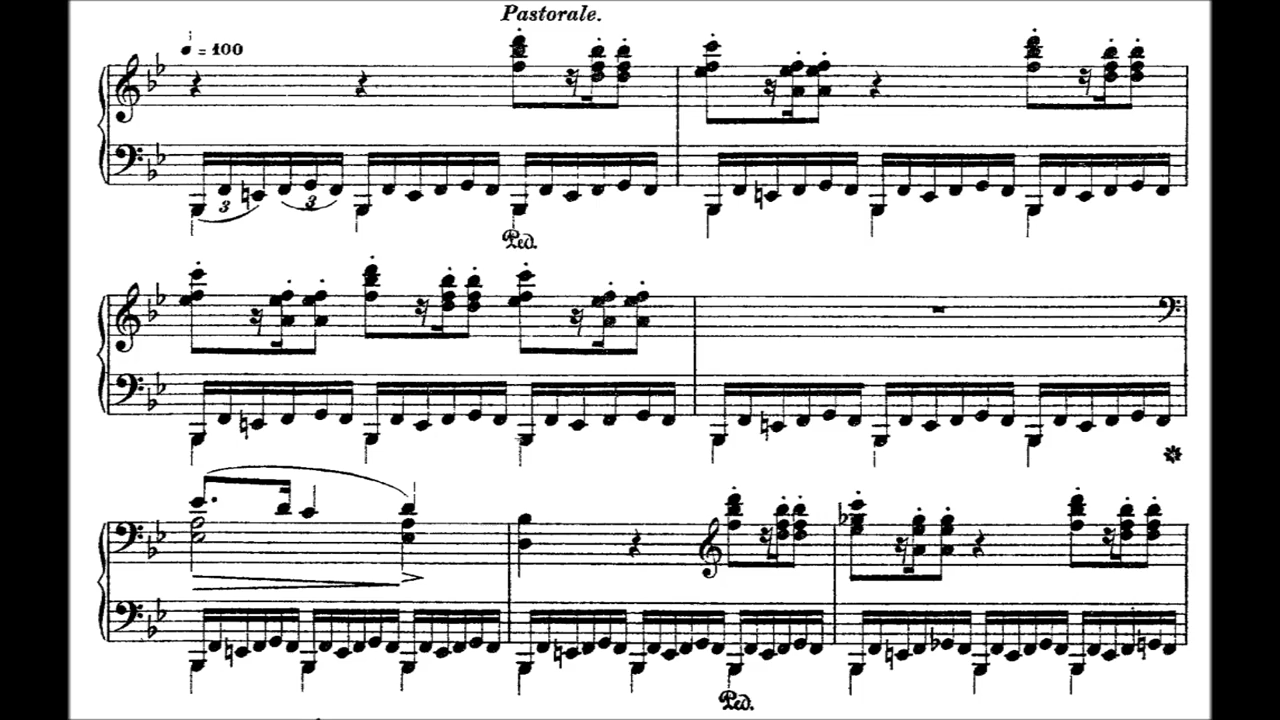 Pastorale.
= 100
3 3
Ped.
Ped.